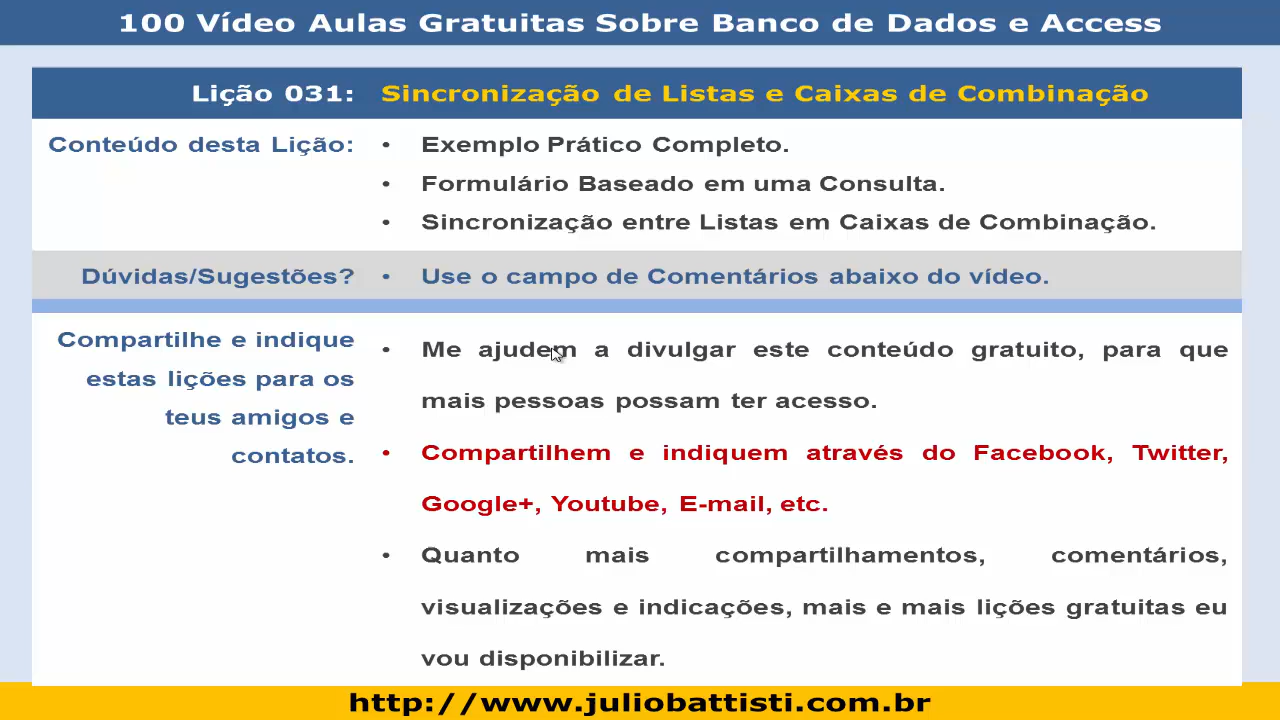 100 Vídeo Aulas Gratuitas Sobre Banco de Dados e Access
Lição 031: Sincronização de Listas e Caixas de Combinação
Conteúdo desta Lição:
• Exemplo Prático Completo.
• Formulário Baseado em uma Consulta.
• Sincronização entre Listas em Caixas de Combinação.
Dúvidas/Sugestões? • Use o campo de Comentários abaixo do vídeo.
Compartilhe e indique
estas lições para os
teus amigos e
contatos.
• Me ajudem a divulgar este conteúdo gratuito, para que
mais pessoas possam ter acesso.
• Compartilhem e indiquem através do Facebook, Twitter,
Google+, Youtube, E-mail, etc.
• Quanto mais compartilhamentos, comentários,
visualizações e indicações, mais e mais lições gratuitas eu
vou disponibilizar.
http://www.juliobattisti.com.br